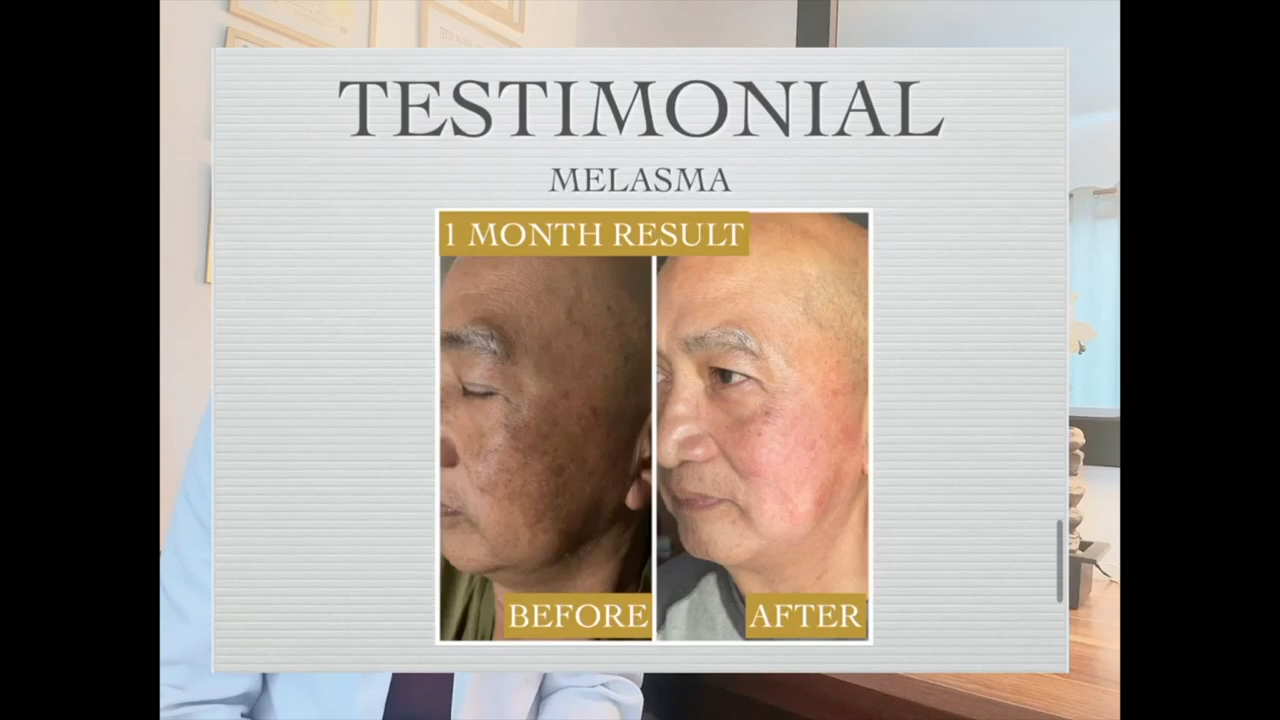 TESTIMONIAL
MELASMA
1 MONTH RESULT
BEFORE
AFTER